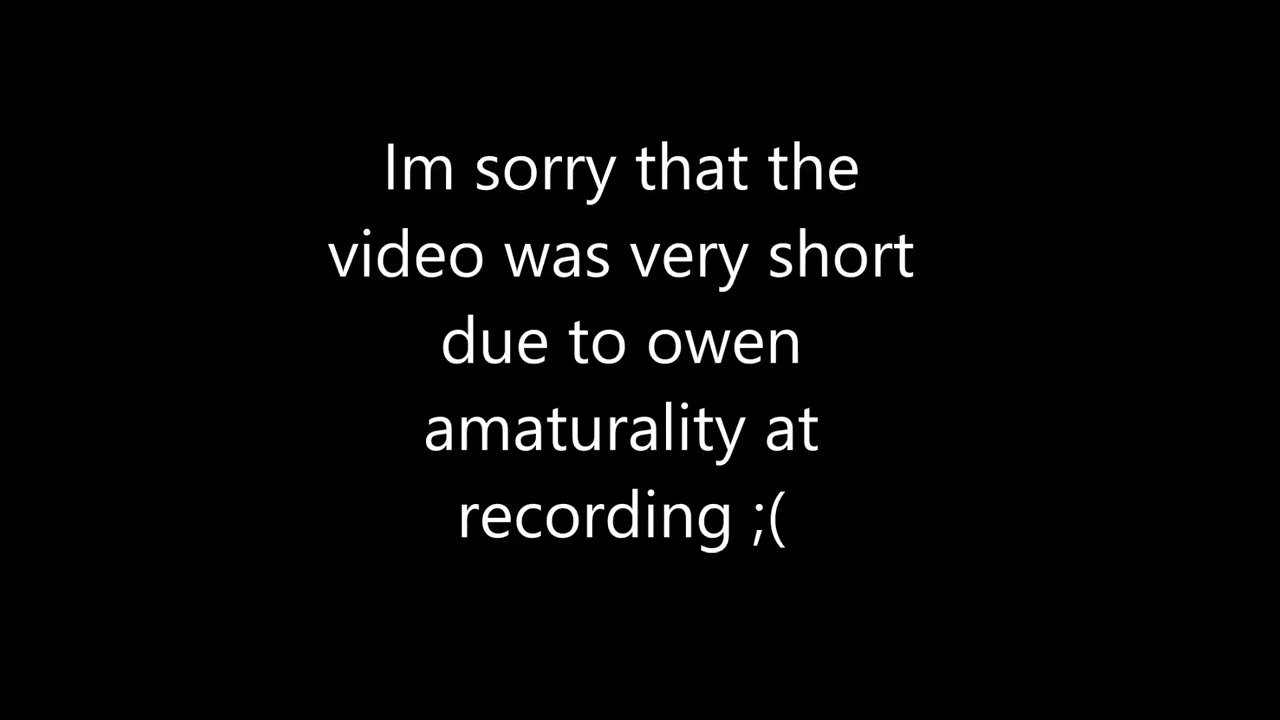 Im sorry that the
video was very short
due to owen
amaturality at
recording ;(